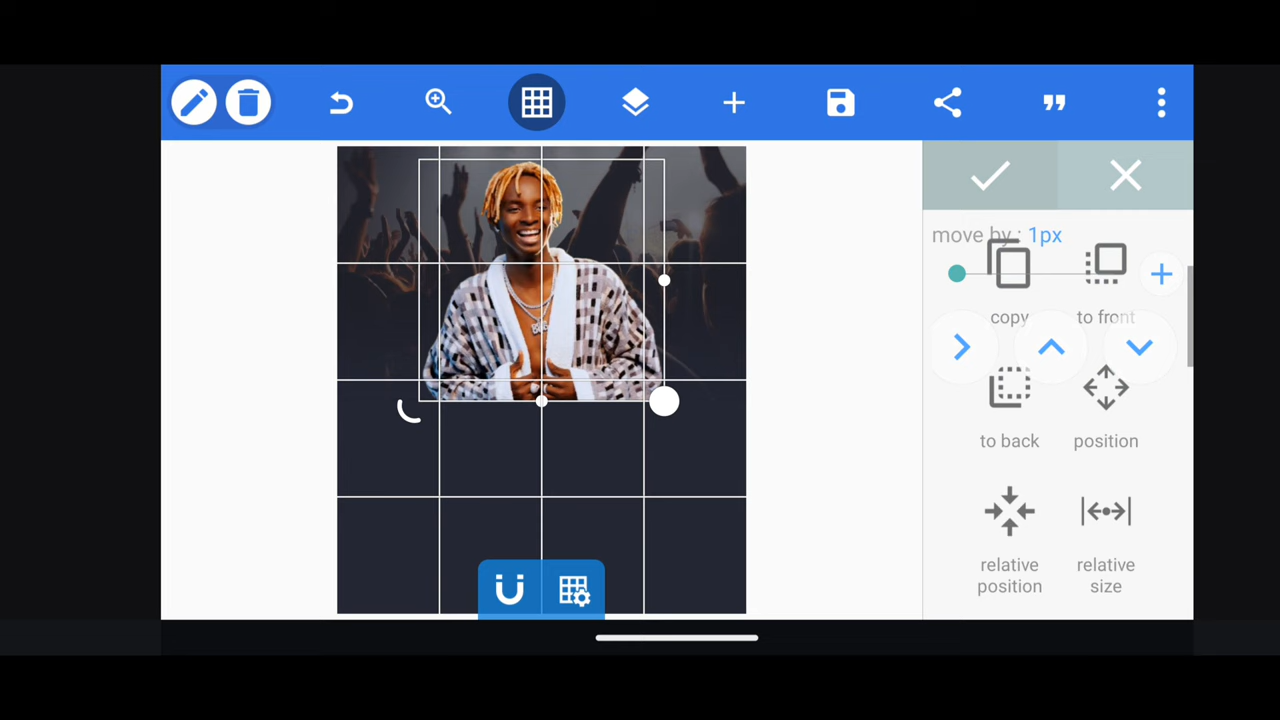 move by : 1px
copy
to front
to back
position
relative position
relative size